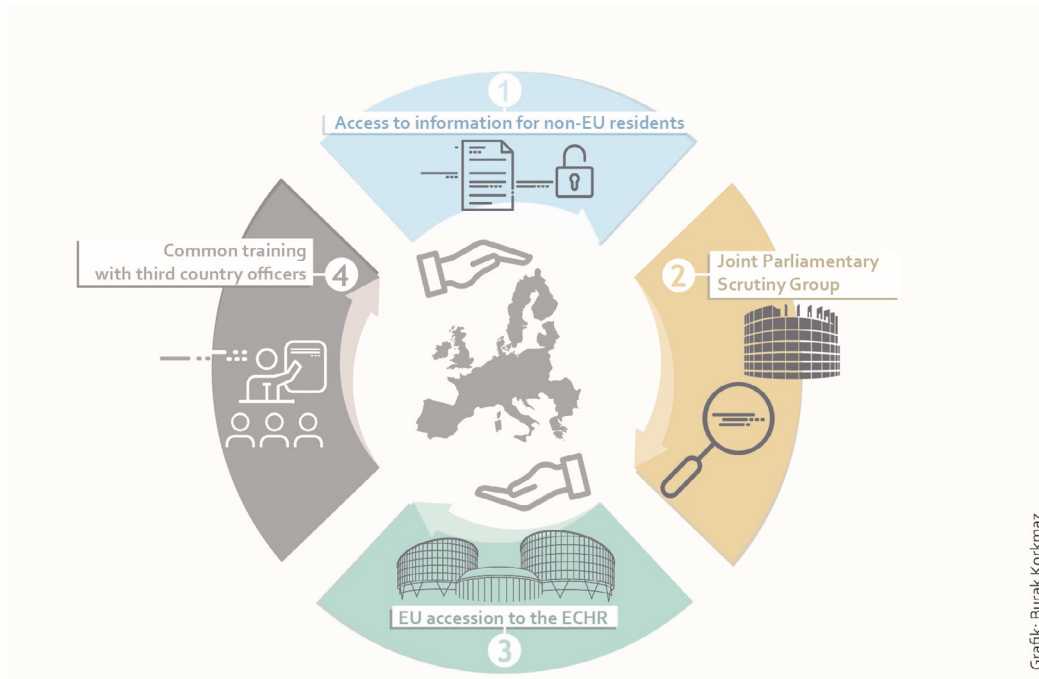 1
Access to information for non-EU residents
2
Joint Parliamentary
Scrutiny Group
EU accession to the ECHR
3
Common training
with third country officers
4
Grafik: Burak Korkmaz